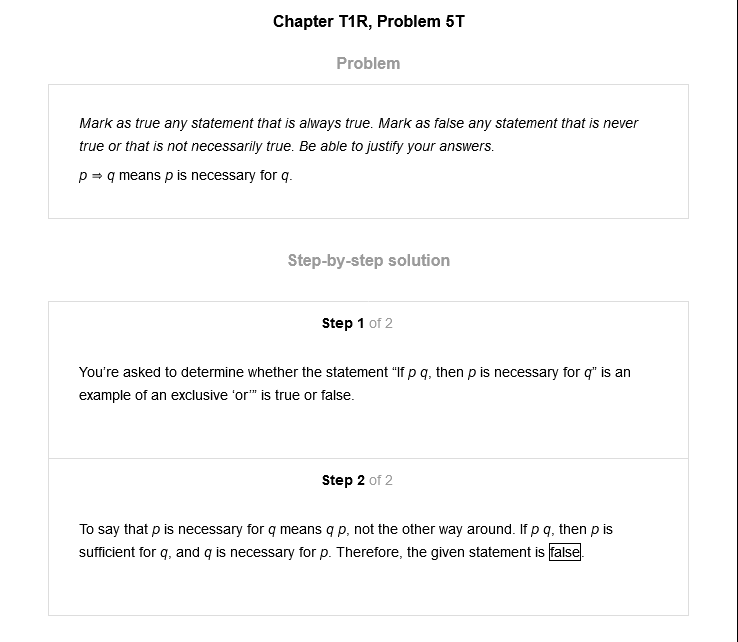 Chapter T1R, Problem 5T
Problem
Mark as true any statement that is always true. Mark as false any statement that is never
true or that is not necessarily true. Be able to justify your answers.
p ⇒ q means p is necessary for q.
Step-by-step solution
Step 1 of 2
You’re asked to determine whether the statement “If p q, then p is necessary for q” is an
example of an exclusive ‘or’” is true or false.
Step 2 of 2
To say that p is necessary for q means q p, not the other way around. If p q, then p is
sufficient for q, and q is necessary for p. Therefore, the given statement is false.